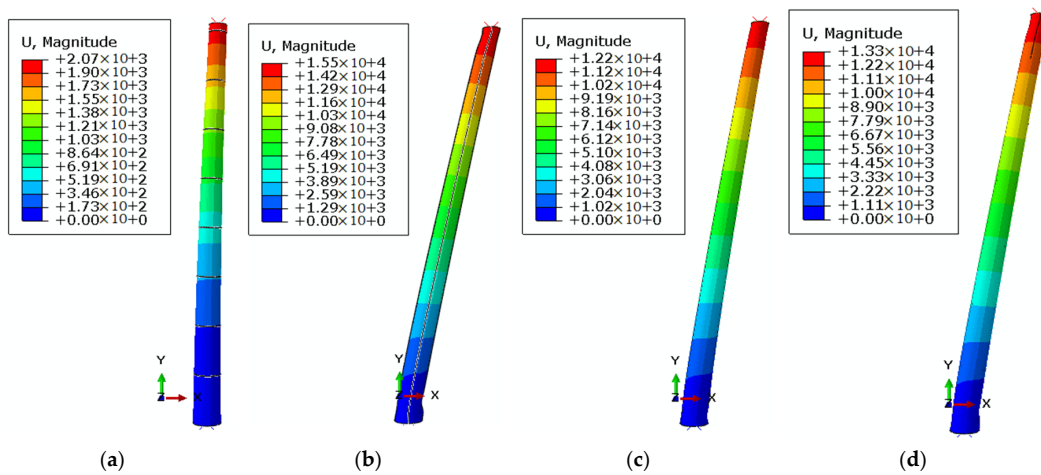 U, Magnitude
+2.07×10+3
+1.90×10+3
+1.73×10+3
+1.55×10+3
+1.38×10+3
+1.21×10+3
+1.03×10+3
+8.64×10+2
+6.91×10+2
+5.19×10+2
+3.46×10+2
+1.73×10+2
+0.00×10+0
Y
Z
X
(a)
U, Magnitude
+1.55×10+4
+1.42×10+4
+1.29×10+4
+1.16×10+4
+1.03×10+4
+9.08×10+3
+7.78×10+3
+6.49×10+3
+5.19×10+3
+3.89×10+3
+2.59×10+3
+1.29×10+3
+0.00×10+0
Y
Z
X
(b)
U, Magnitude
+1.22×10+4
+1.12×10+4
+1.02×10+4
+9.19×10+3
+8.16×10+3
+7.14×10+3
+6.12×10+3
+5.10×10+3
+4.08×10+3
+3.06×10+3
+2.04×10+3
+1.02×10+3
+0.00×10+0
Y
Z
X
(c)
U, Magnitude
+1.33×10+4
+1.22×10+4
+1.11×10+4
+1.00×10+4
+8.90×10+3
+7.79×10+3
+6.67×10+3
+5.56×10+3
+4.45×10+3
+3.33×10+3
+2.22×10+3
+1.11×10+3
+0.00×10+0
Y
Z
X
(d)